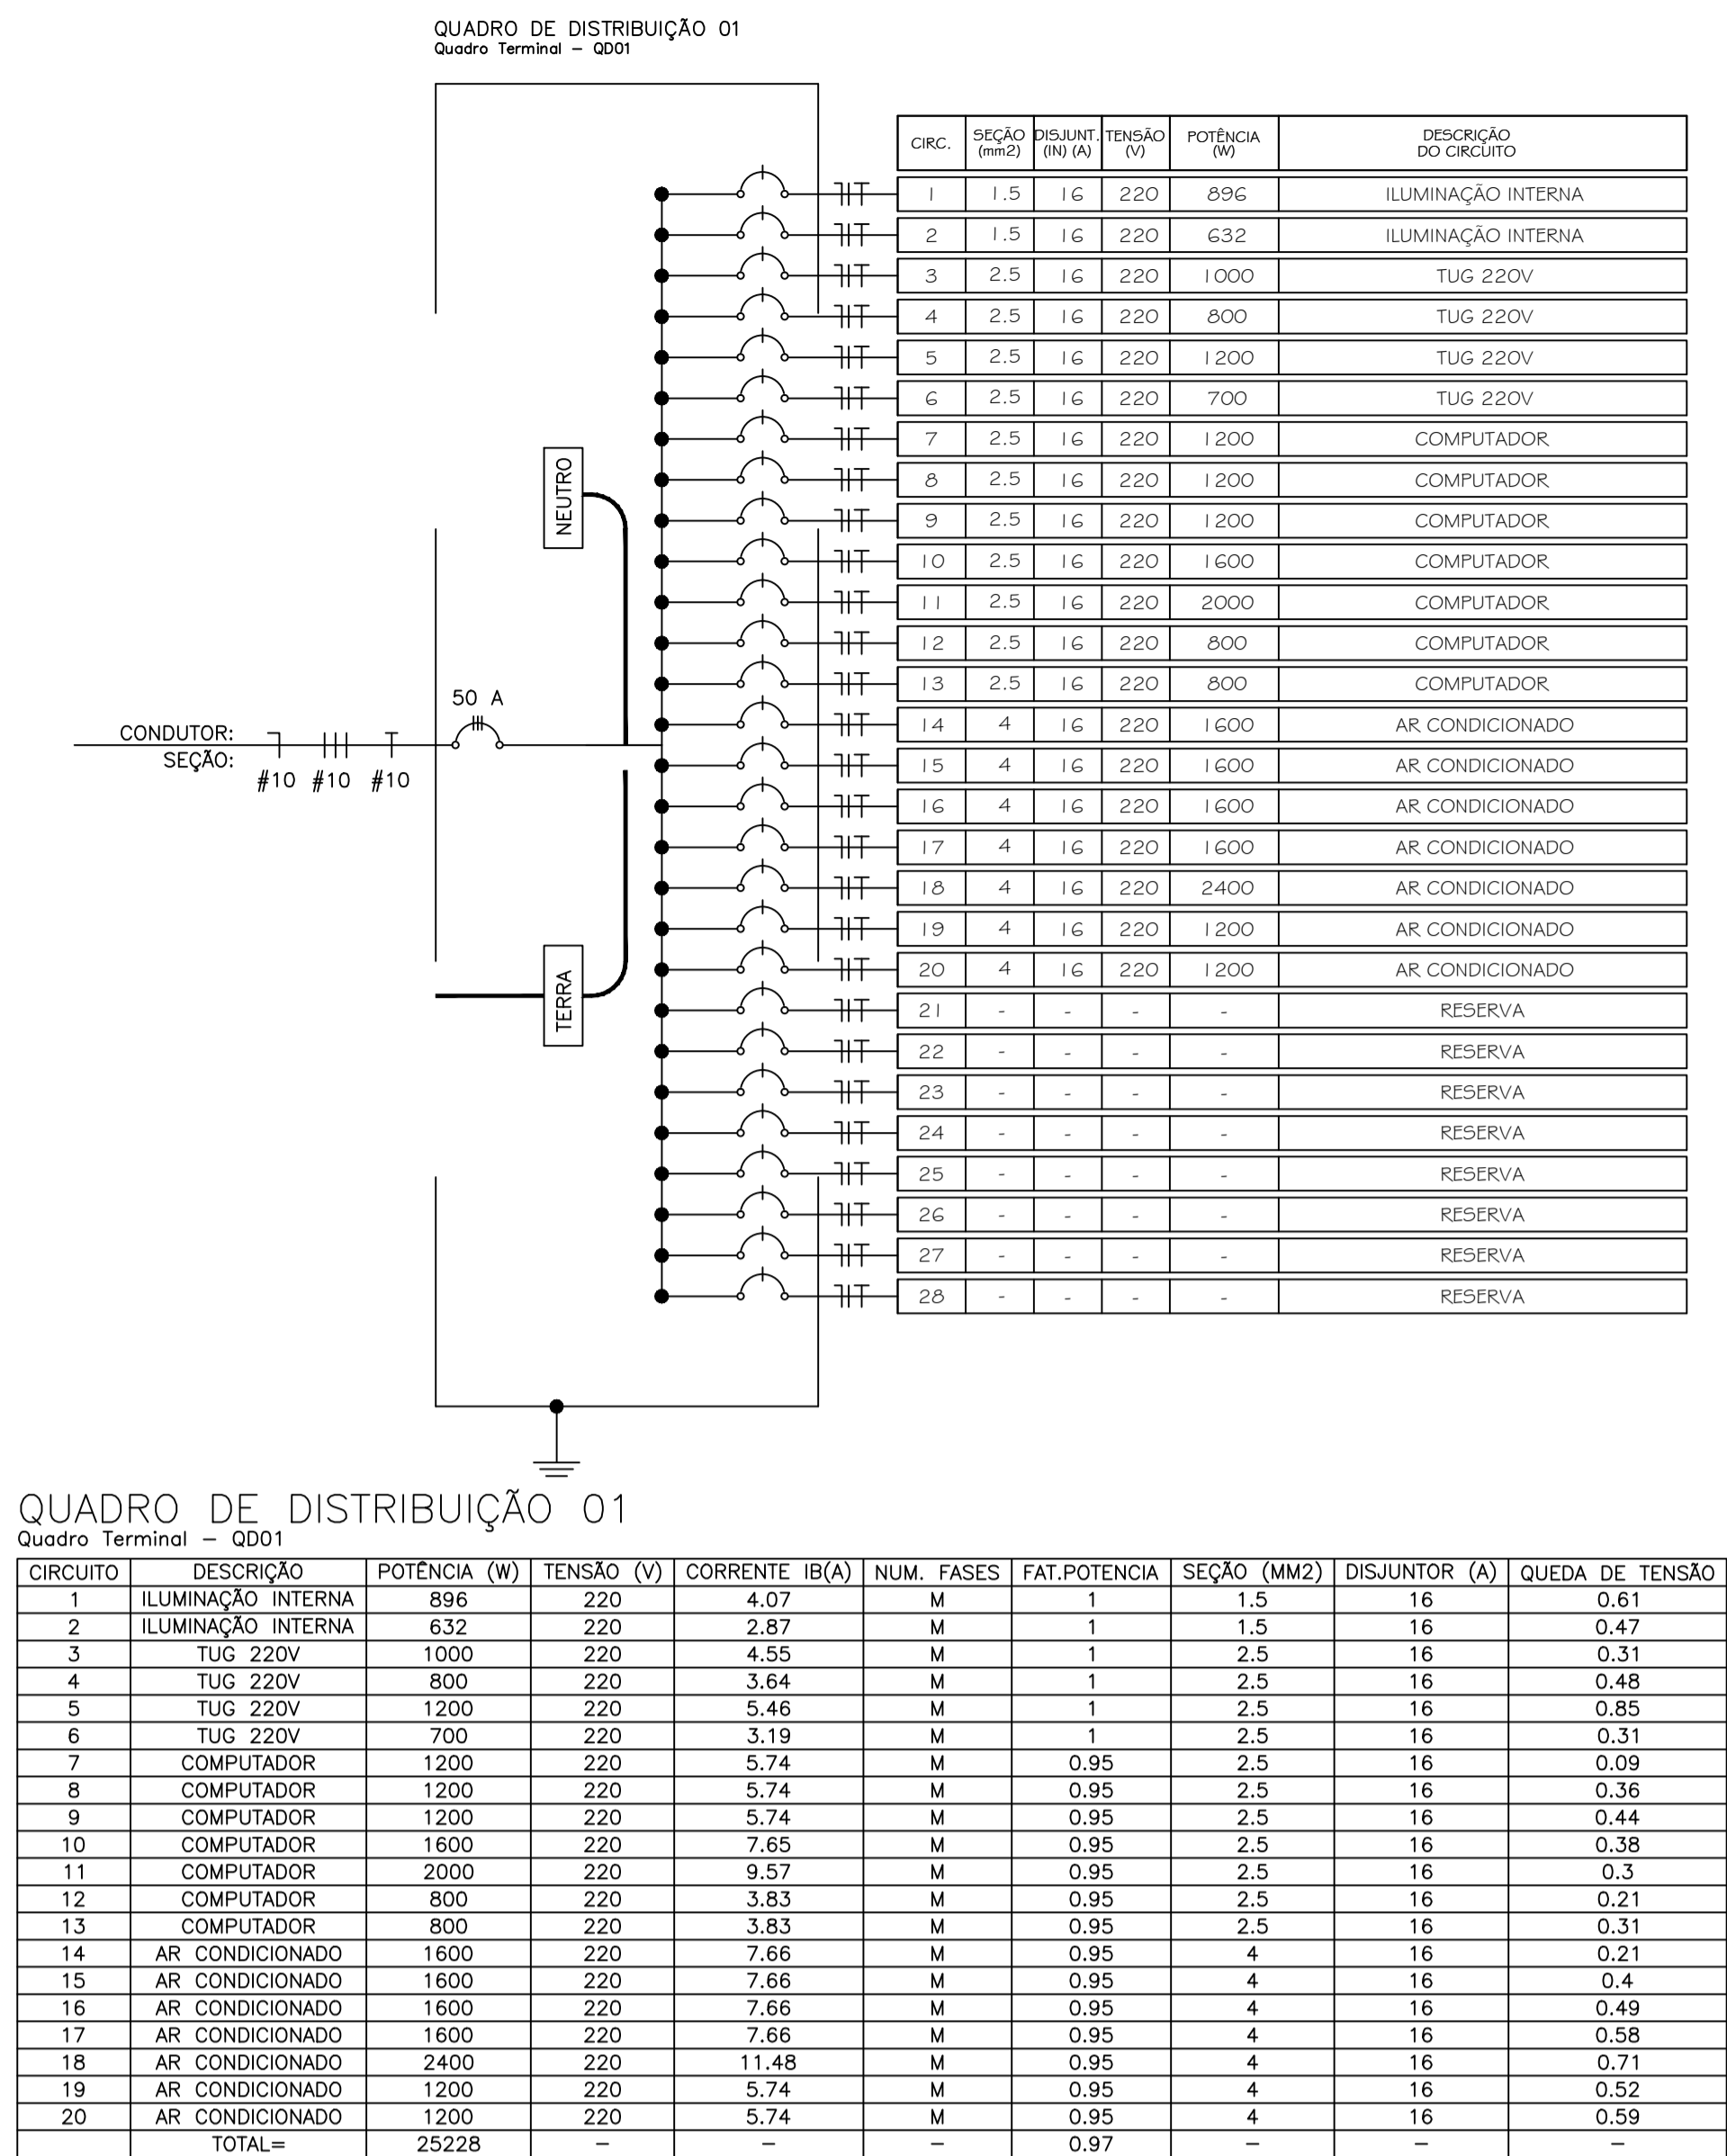 QUADRO DE DISTRIBUIÇÃO 01
Quadro Terminal – QD01
CIRC. SEÇÃO (mm2) DISJUNT. (IN) (A) TENSÃO (V) POTÊNCIA (W) DESCRIÇÃO DO CIRCUITO
1 1.5 16 220 896 ILUMINAÇÃO INTERNA
2 1.5 16 220 632 ILUMINAÇÃO INTERNA
3 2.5 16 220 1000 TUG 220V
4 2.5 16 220 800 TUG 220V
5 2.5 16 220 1200 TUG 220V
6 2.5 16 220 700 TUG 220V
7 2.5 16 220 1200 COMPUTADOR
8 2.5 16 220 1200 COMPUTADOR
9 2.5 16 220 1200 COMPUTADOR
10 2.5 16 220 1600 COMPUTADOR
11 2.5 16 220 2000 COMPUTADOR
12 2.5 16 220 800 COMPUTADOR
13 2.5 16 220 800 COMPUTADOR
14 4 16 220 1600 AR CONDICIONADO
15 4 16 220 1600 AR CONDICIONADO
16 4 16 220 1600 AR CONDICIONADO
17 4 16 220 1600 AR CONDICIONADO
18 4 16 220 2400 AR CONDICIONADO
19 4 16 220 1200 AR CONDICIONADO
20 4 16 220 1200 AR CONDICIONADO
21 - - - - RESERVA
22 - - - - RESERVA
23 - - - - RESERVA
24 - - - - RESERVA
25 - - - - RESERVA
26 - - - - RESERVA
27 - - - - RESERVA
28 - - - - RESERVA
NEUTRO
50 A
CONDUTOR:
SEÇÃO:
#10 #10 #10
TERRA
QUADRO DE DISTRIBUIÇÃO 01
Quadro Terminal – QD01
CIRCUITO DESCRIÇÃO POTÊNCIA (W) TENSÃO (V) CORRENTE IB(A) NUM. FASES FAT.POTENCIA SEÇÃO (MM2) DISJUNTOR (A) QUEDA DE TENSÃO
1 ILUMINAÇÃO INTERNA 896 220 4.07 M 1 1.5 16 0.61
2 ILUMINAÇÃO INTERNA 632 220 2.87 M 1 1.5 16 0.47
3 TUG 220V 1000 220 4.55 M 1 2.5 16 0.31
4 TUG 220V 800 220 3.64 M 1 2.5 16 0.48
5 TUG 220V 1200 220 5.46 M 1 2.5 16 0.85
6 TUG 220V 700 220 3.19 M 1 2.5 16 0.31
7 COMPUTADOR 1200 220 5.74 M 0.95 2.5 16 0.09
8 COMPUTADOR 1200 220 5.74 M 0.95 2.5 16 0.36
9 COMPUTADOR 1200 220 5.74 M 0.95 2.5 16 0.44
10 COMPUTADOR 1600 220 7.65 M 0.95 2.5 16 0.38
11 COMPUTADOR 2000 220 9.57 M 0.95 2.5 16 0.3
12 COMPUTADOR 800 220 3.83 M 0.95 2.5 16 0.21
13 COMPUTADOR 800 220 3.83 M 0.95 2.5 16 0.31
14 AR CONDICIONADO 1600 220 7.66 M 0.95 4 16 0.21
15 AR CONDICIONADO 1600 220 7.66 M 0.95 4 16 0.4
16 AR CONDICIONADO 1600 220 7.66 M 0.95 4 16 0.49
17 AR CONDICIONADO 1600 220 7.66 M 0.95 4 16 0.58
18 AR CONDICIONADO 2400 220 11.48 M 0.95 4 16 0.71
19 AR CONDICIONADO 1200 220 5.74 M 0.95 4 16 0.52
20 AR CONDICIONADO 1200 220 5.74 M 0.95 4 16 0.59
TOTAL= 25228 – – – 0.97 – – –